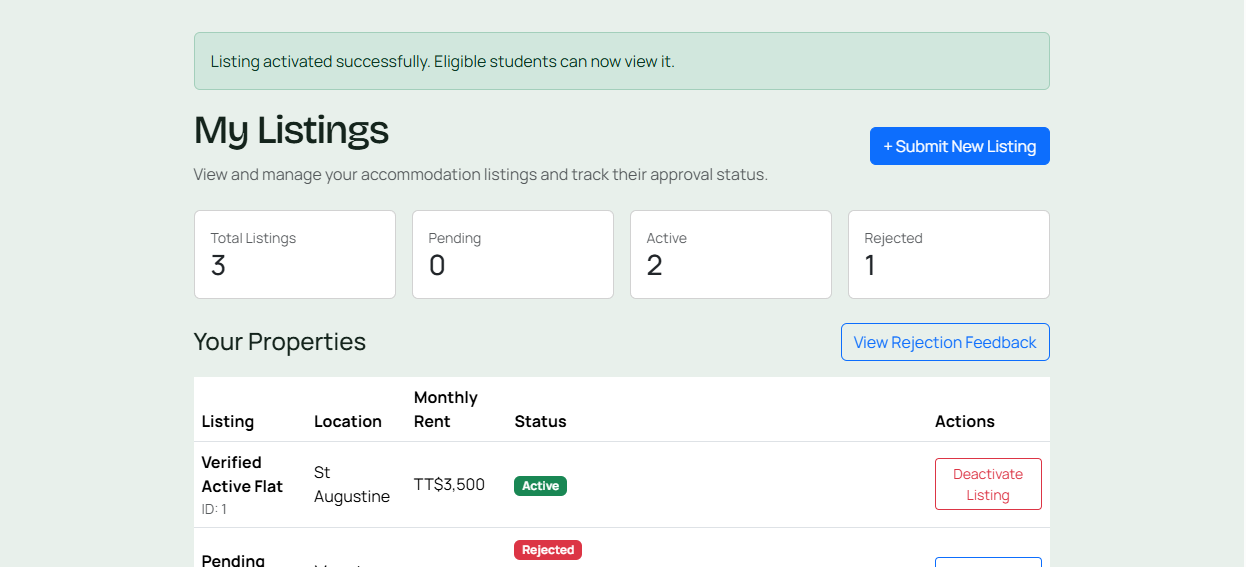 Listing activated successfully. Eligible students can now view it.
My Listings
+ Submit New Listing
View and manage your accommodation listings and track their approval status.
Total Listings
3
Pending
0
Active
2
Rejected
1
Your Properties
View Rejection Feedback
Listing
Location
Monthly
Rent
Status
Actions
Verified
Active Flat
ID: 1
St
Augustine
TT$3,500
Active
Deactivate
Listing
Rejected
Pending